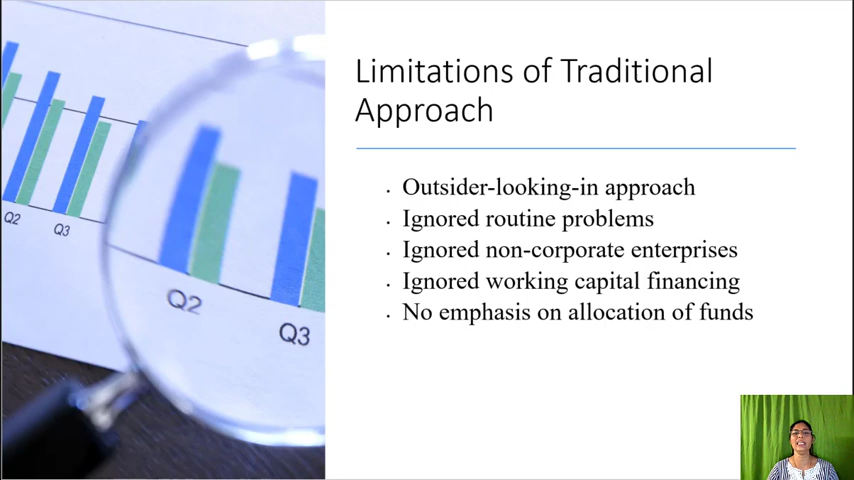 Limitations of Traditional
Approach
· Outsider-looking-in approach
· Ignored routine problems
· Ignored non-corporate enterprises
· Ignored working capital financing
· No emphasis on allocation of funds
Q2
Q3
Q2
Q3